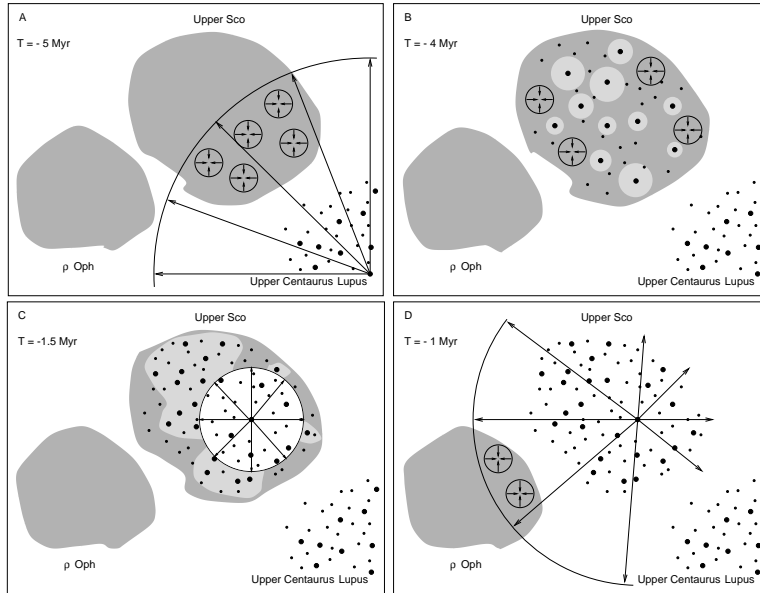 A
Upper Sco
T = - 5 Myr
ρ Oph
Upper Centaurus Lupus
B
Upper Sco
T = - 4 Myr
ρ Oph
Upper Centaurus Lupus
C
Upper Sco
T = -1.5 Myr
ρ Oph
Upper Centaurus Lupus
D
Upper Sco
T = - 1 Myr
ρ Oph
Upper Centaurus Lupus